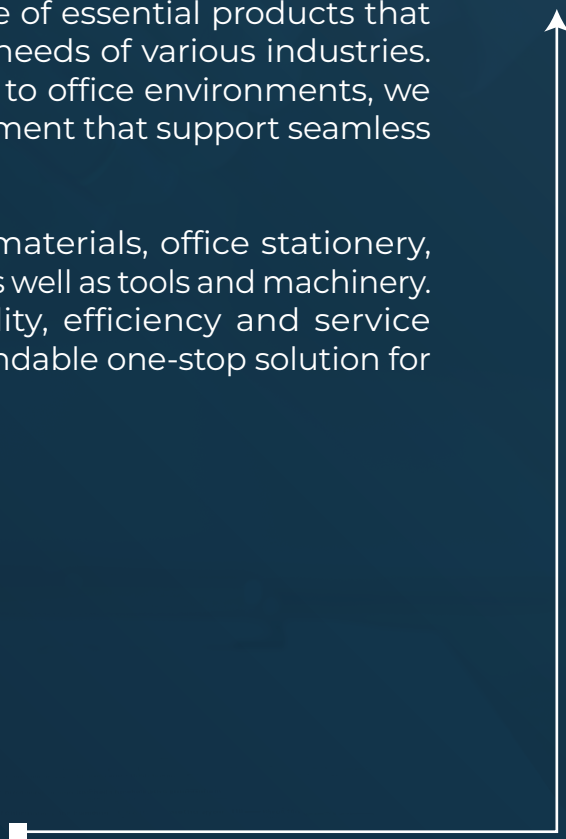 e of essential products that
needs of various industries.
to office environments, we
ment that support seamless
materials, office stationery,
s well as tools and machinery.
lity, efficiency and service
ndable one-stop solution for